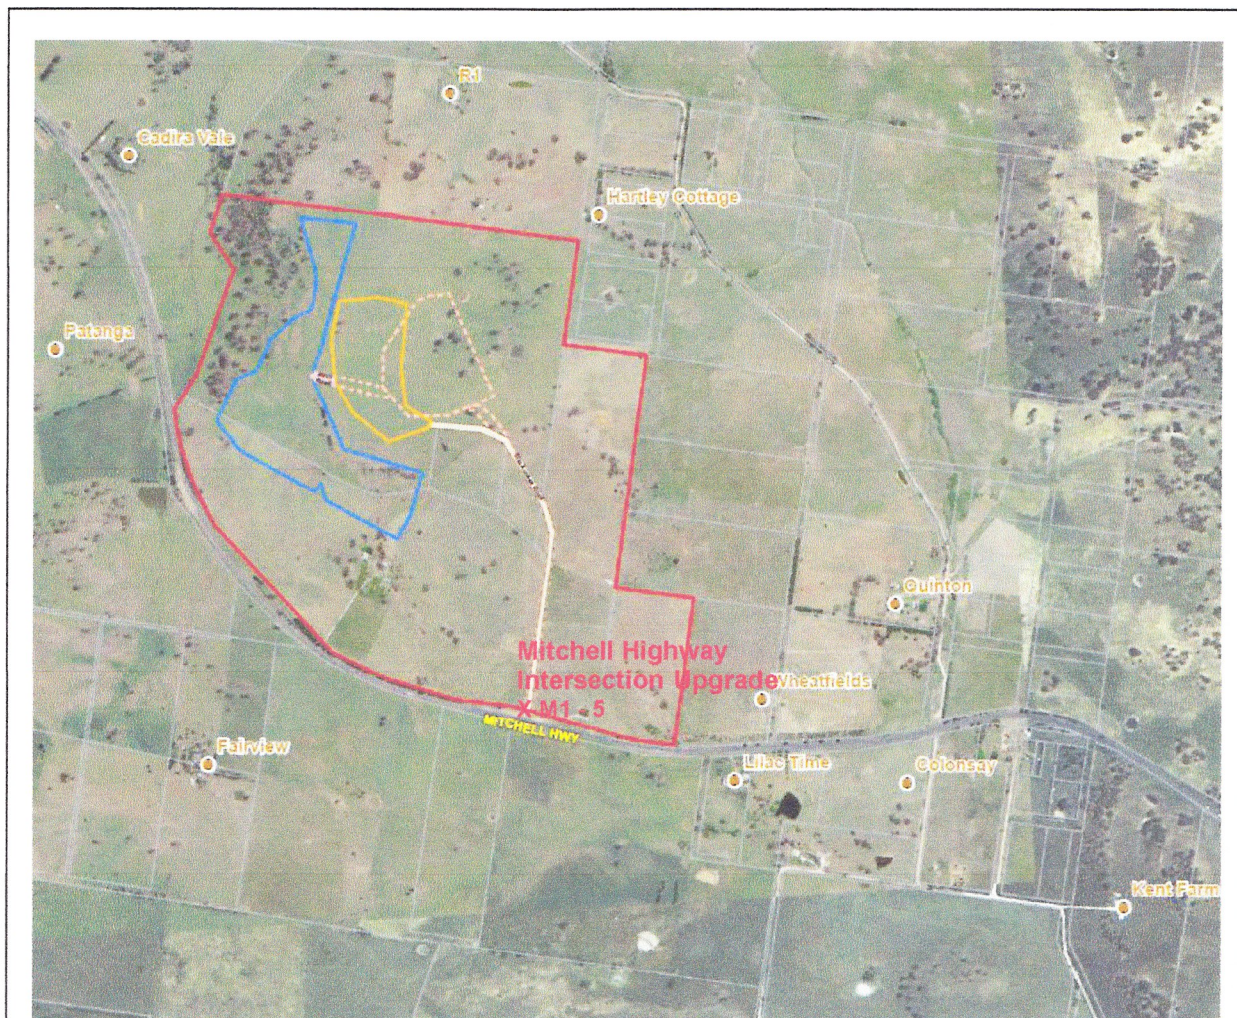 R1
Cadira Vale
Hartley Cottage
Patanga
Quinton
Mitchell Highway
Intersection Upgrade
X M1 5
Wheatfields
MITCHELL HWY
Fairview
Lilac Time
Colonsay
Kent Farm